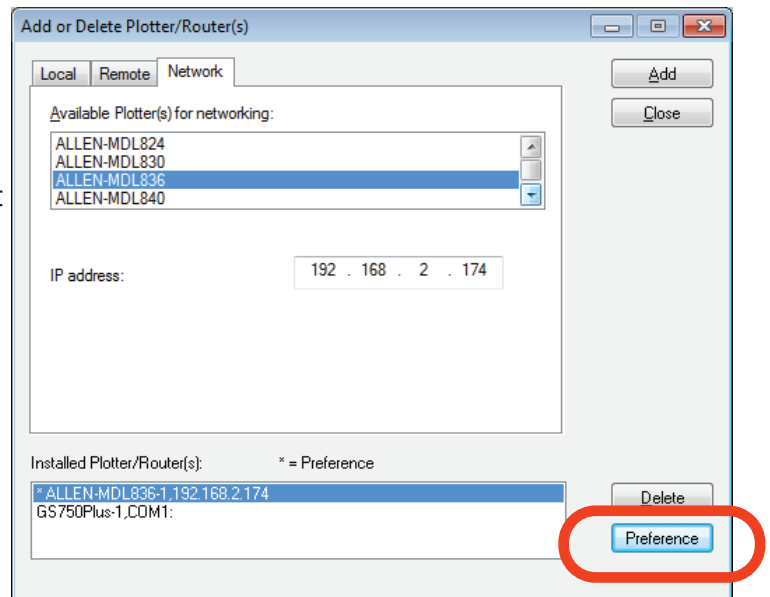 Add or Delete Plotter/Router(s)
Local Remote Network
Add
Available Plotter(s) for networking:
Close
ALLEN-MDL824
ALLEN-MDL830
ALLEN-MDL836
ALLEN-MDL840
:
IP address: 192 . 168 . 2 . 174
Installed Plotter/Router(s): * = Preference
* ALLEN-MDL836-1,192.168.2.174
Delete
GS750Plus-1,COM1:
Preference